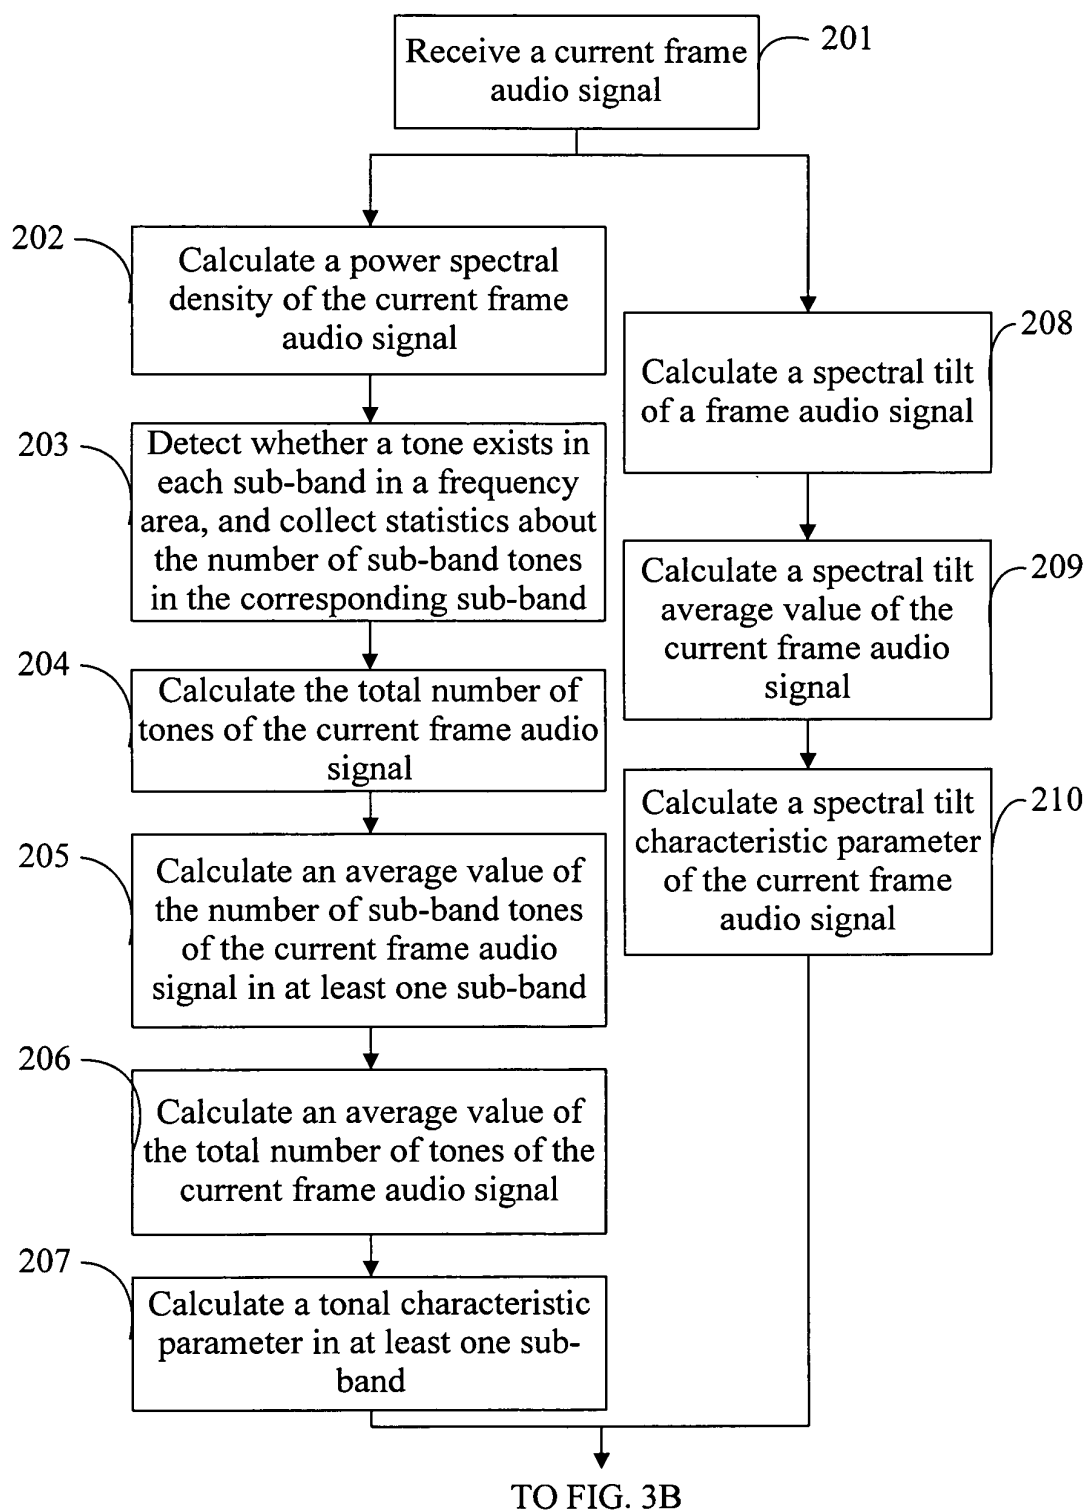 201
Receive a current frame
audio signal
202
Calculate a power spectral
density of the current frame
audio signal
203
Detect whether a tone exists in
each sub-band in a frequency
area, and collect statistics about
the number of sub-band tones
in the corresponding sub-band
204
Calculate the total number of
tones of the current frame audio
signal
205
Calculate an average value of
the number of sub-band tones
of the current frame audio
signal in at least one sub-band
206
Calculate an average value of
the total number of tones of the
current frame audio signal
207
Calculate a tonal characteristic
parameter in at least one sub-
band
208
Calculate a spectral tilt
of a frame audio signal
209
Calculate a spectral tilt
average value of the
current frame audio
signal
210
Calculate a spectral tilt
characteristic parameter
of the current frame
audio signal
TO FIG. 3B